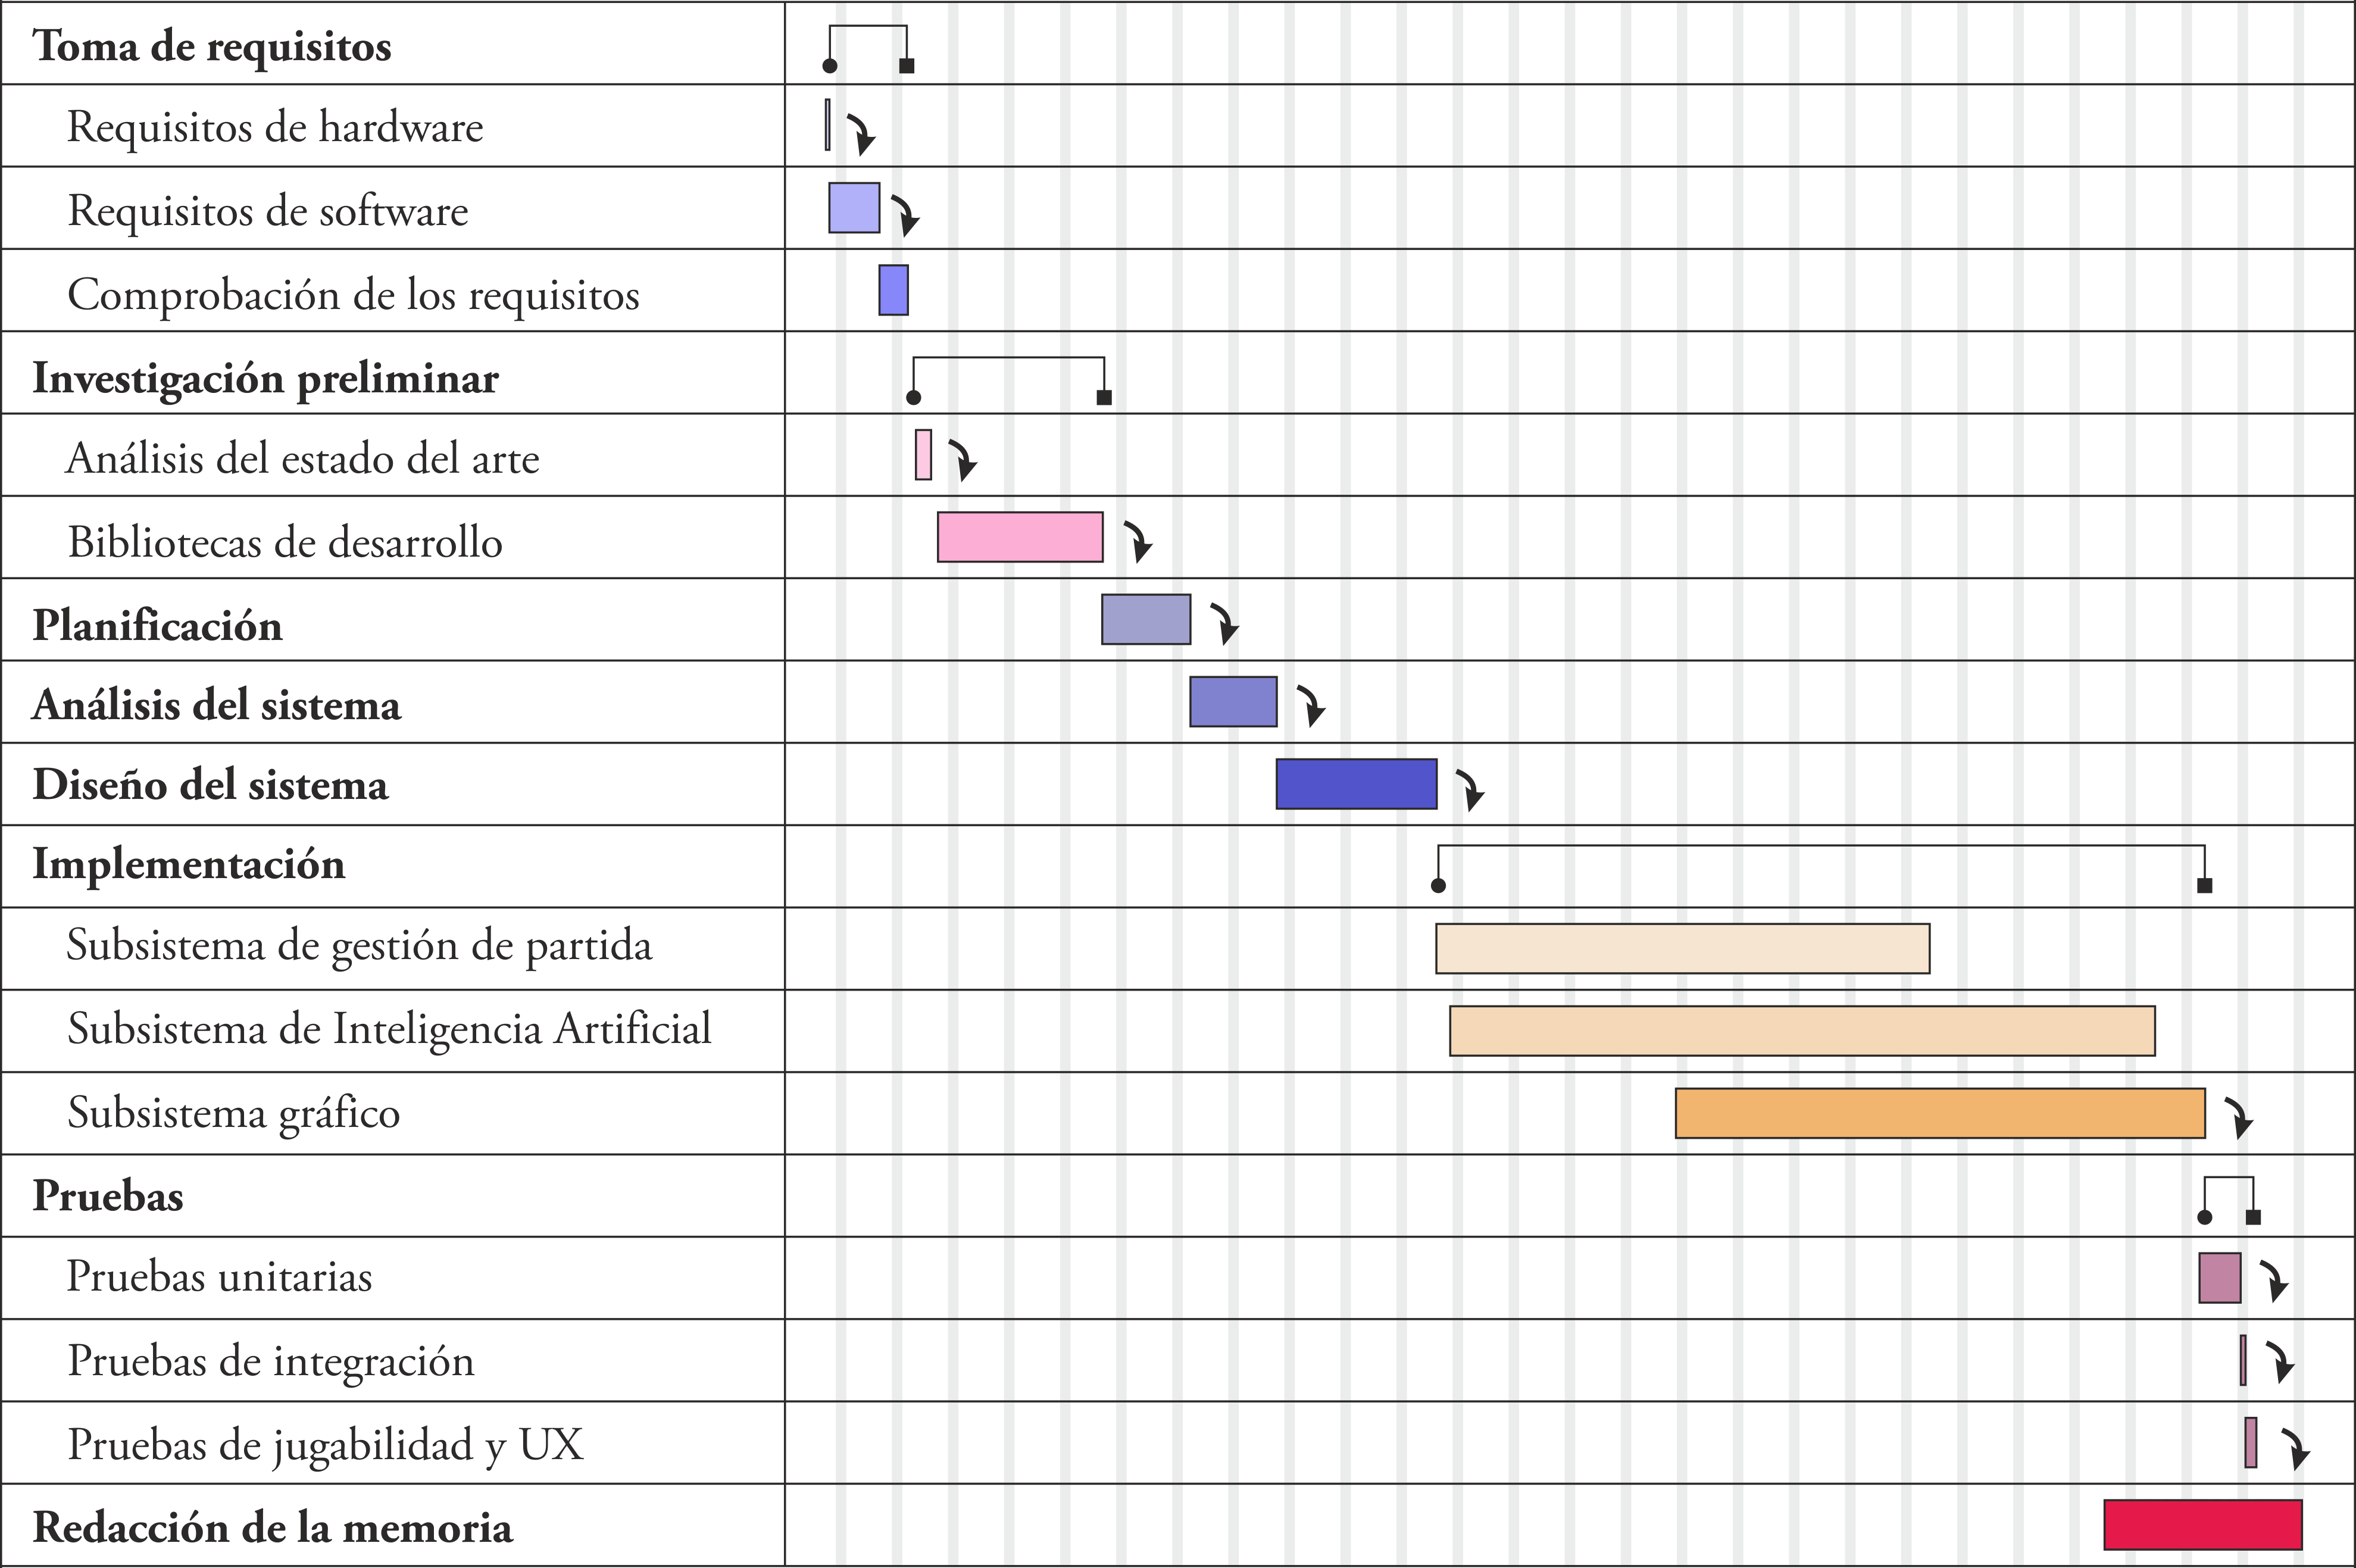 Toma de requisitos
Requisitos de hardware
Requisitos de software
Comprobación de los requisitos
Investigación preliminar
Análisis del estado del arte
Bibliotecas de desarrollo
Planificación
Análisis del sistema
Diseño del sistema
Implementación
Subsistema de gestión de partida
Subsistema de Inteligencia Artificial
Subsistema gráfico
Pruebas
Pruebas unitarias
Pruebas de integración
Pruebas de jugabilidad y UX
Redacción de la memoria